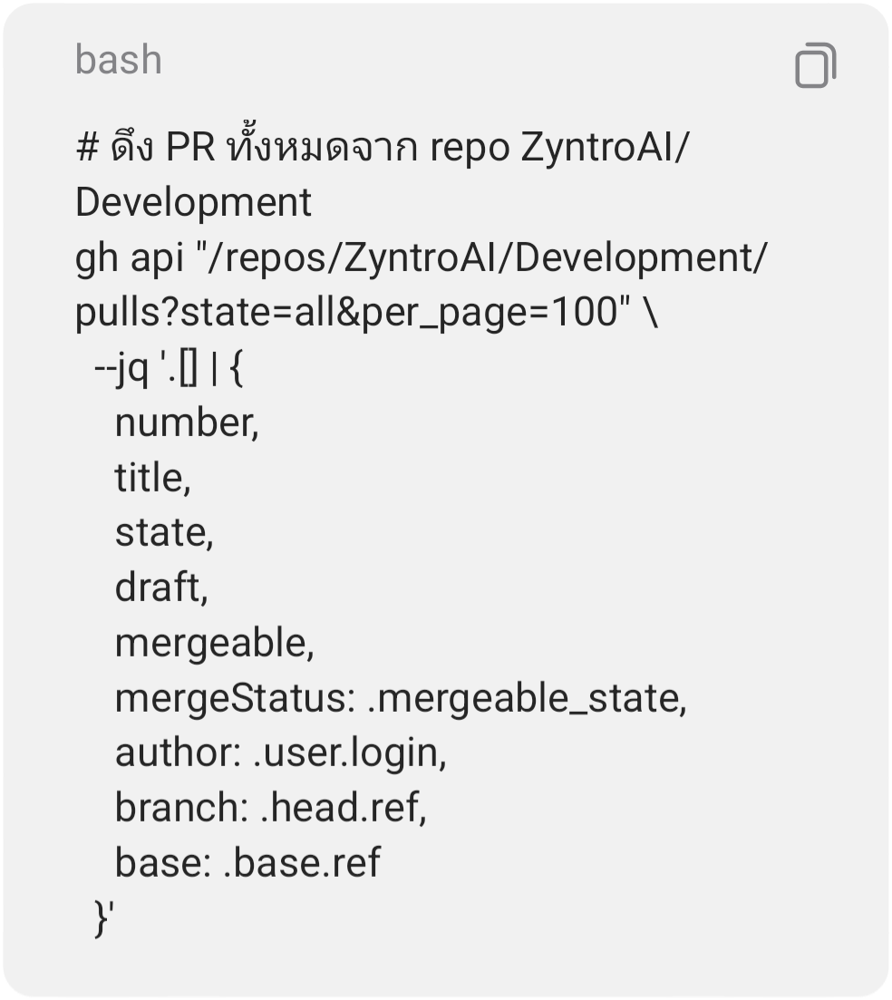 bash
# ดึง PR ทั้งหมดจาก repo ZyntroAI/
Development
gh api "/repos/ZyntroAI/Development/
pulls?state=all&per_page=100" \
  --jq '.[] | {
    number,
    title,
    state,
    draft,
    mergeable,
    mergeStatus: .mergeable_state,
    author: .user.login,
    branch: .head.ref,
    base: .base.ref
  }'